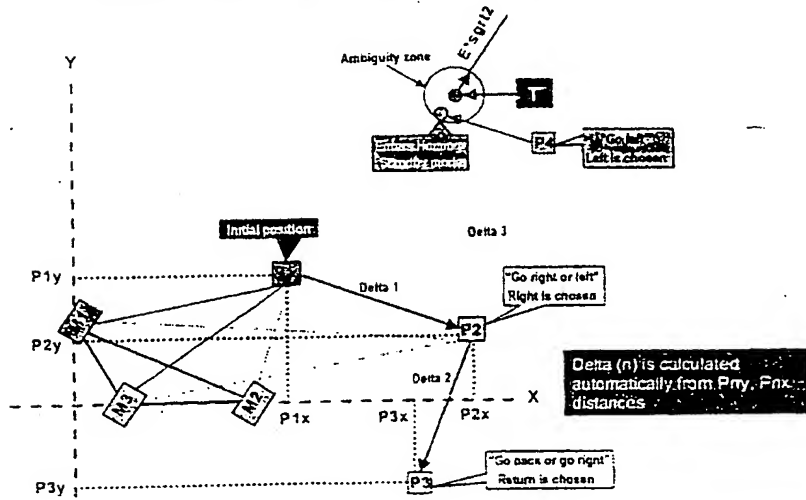 Y
Ambiguity zone
E*sqrt2
T
P4
"Go left"
Left is chosen
Initial position
Delta 3
P1y
Delta 1
"Go right or left"
Right is chosen
P2
P2y
Delta 2
Delta (n) is calculated
automatically from Pny, Pnx
distances
M3
M2
P1x
P3x
P2x
X
"Go back or go right"
Return is chosen
P3
P3y